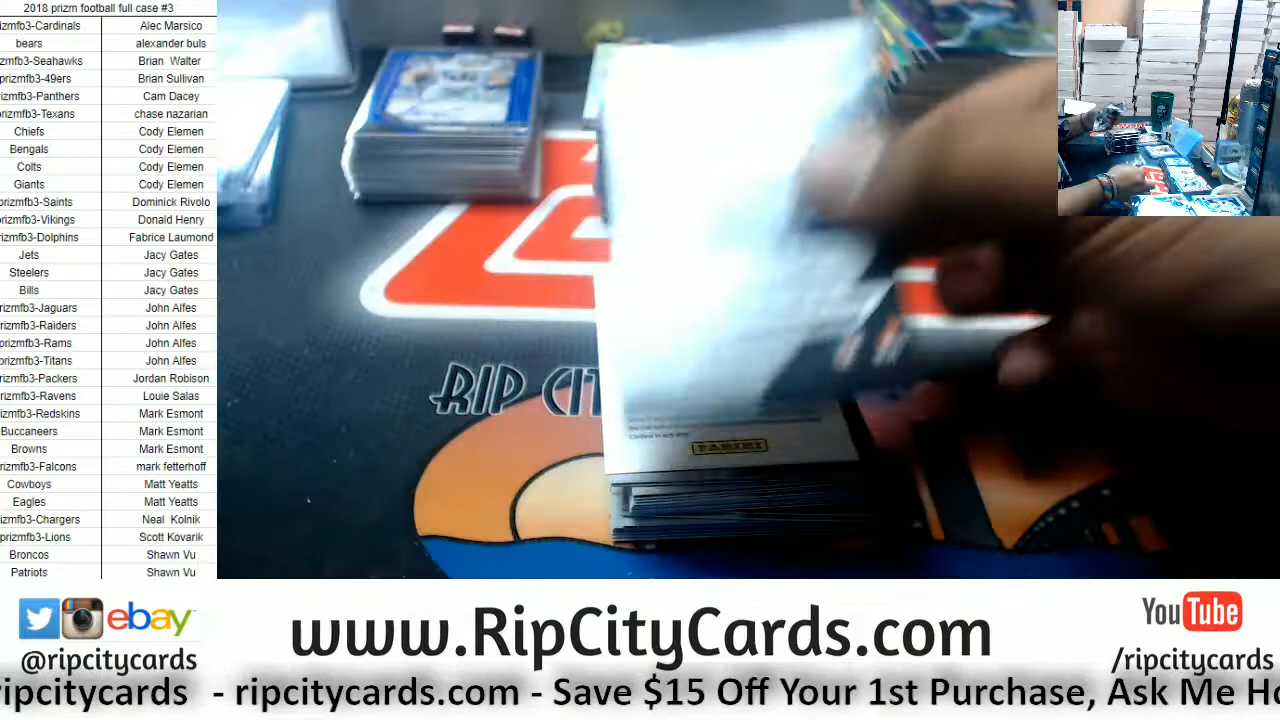 2018 prizm football full case #3
izmfb3-Cardinals Alec Marsico
bears alexander buls
zmfb3-Seahawks Brian Walter
prizmfb3-49ers Brian Sullivan
izmfb3-Panthers Cam Dacey
prizmfb3-Texans chase nazarian
Chiefs Cody Elemen
Bengals Cody Elemen
Colts Cody Elemen
Giants Cody Elemen
prizmfb3-Saints Dominick Rivolo
prizmfb3-Vikings Donald Henry
rizmfb3-Dolphins Fabrice Laumond
Jets Jacy Gates
Steelers Jacy Gates
Bills Jacy Gates
rizmfb3-Jaguars John Alfes
rizmfb3-Raiders John Alfes
prizmfb3-Rams John Alfes
prizmfb3-Titans John Alfes
rizmfb3-Packers Jordan Robison
rizmfb3-Ravens Louie Salas
izmfb3-Redskins Mark Esmont
Buccaneers Mark Esmont
Browns Mark Esmont
rizmfb3-Falcons mark fetterhoff
Cowboys Matt Yeatts
Eagles Matt Yeatts
izmfb3-Chargers Neal Kolnik
prizmfb3-Lions Scott Kovarik
Broncos Shawn Vu
Patriots Shawn Vu
RIP CIT
PANINI
ebay
@ripcitycards
www.RipCityCards.com
YouTube
/ripcitycards
ripcitycards - ripcitycards.com - Save $15 Off Your 1st Purchase, Ask Me Ho